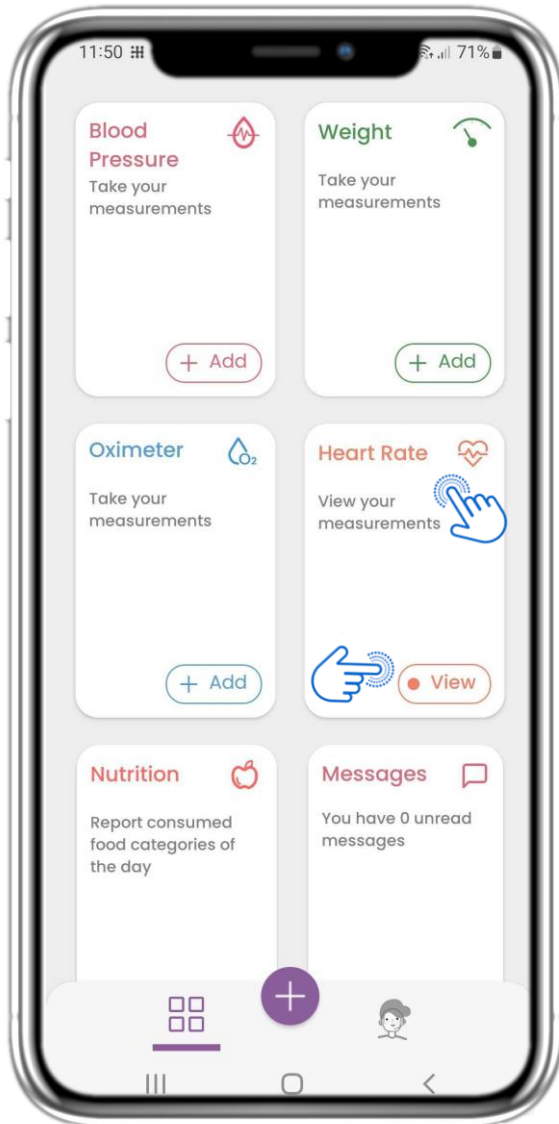 11:50
71%
Blood
Pressure
Take your
measurements
+ Add
Weight
Take your
measurements
+ Add
Oximeter
O2
Take your
measurements
+ Add
Heart Rate
View your
measurements
View
Nutrition
Report consumed
food categories of
the day
Messages
You have 0 unread
messages